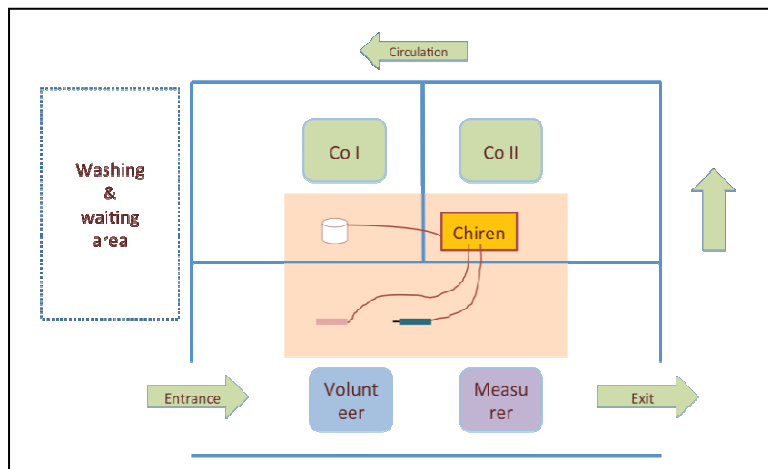 Circulation
Washing
&
waiting
area
Co I
Co II
Chiren
Entrance
Volunt
eer
Measu
rer
Exit